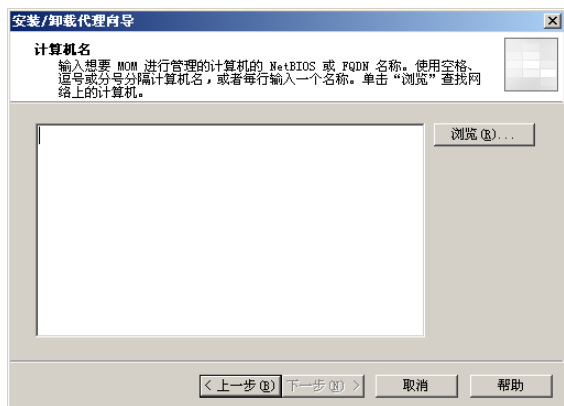 安装/卸载代理向导
计算机名
输入想要 MOM 进行管理的计算机的 NetBIOS 或 FQDN 名称。使用空格、
逗号或分号分隔计算机名，或者每行输入一个名称。单击“浏览”查找网
络上的计算机。
浏览(R)...
< 上一步(B) 下一步(N) > 取消 帮助